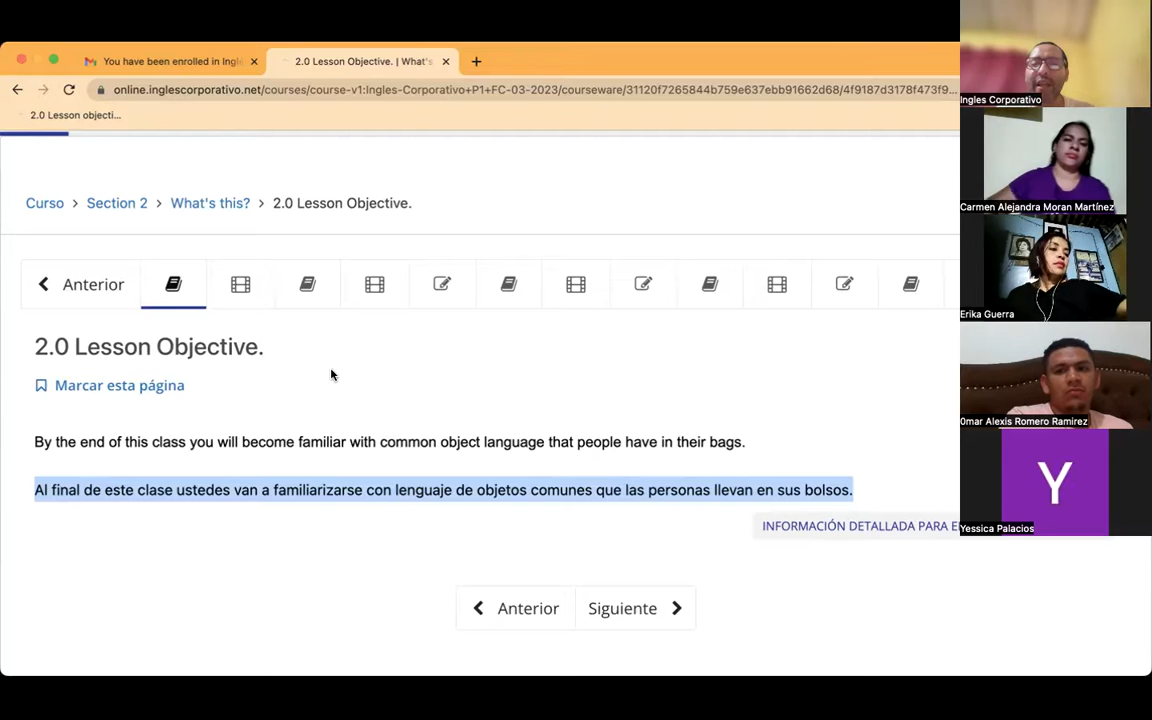 You have been enrolled in Ingle
2.0 Lesson Objective. | What's
online.inglescorporativo.net/courses/course-v1:Ingles-Corporativo+P1+FC-03-2023/courseware/31120f7265844b759e637ebb91662d68/4f9187d3178f473f9...
2.0 Lesson objecti...
Curso > Section 2 > What's this? > 2.0 Lesson Objective.
Anterior
2.0 Lesson Objective.
Marcar esta página
By the end of this class you will become familiar with common object language that people have in their bags.
Al final de este clase ustedes van a familiarizarse con lenguaje de objetos comunes que las personas llevan en sus bolsos.
INFORMACIÓN DETALLADA PARA E
Anterior
Siguiente
Ingles Corporativo
Carmen Alejandra Moran Martínez
Erika Guerra
0mar Alexis Romero Ramirez
Y
Yessica Palacios